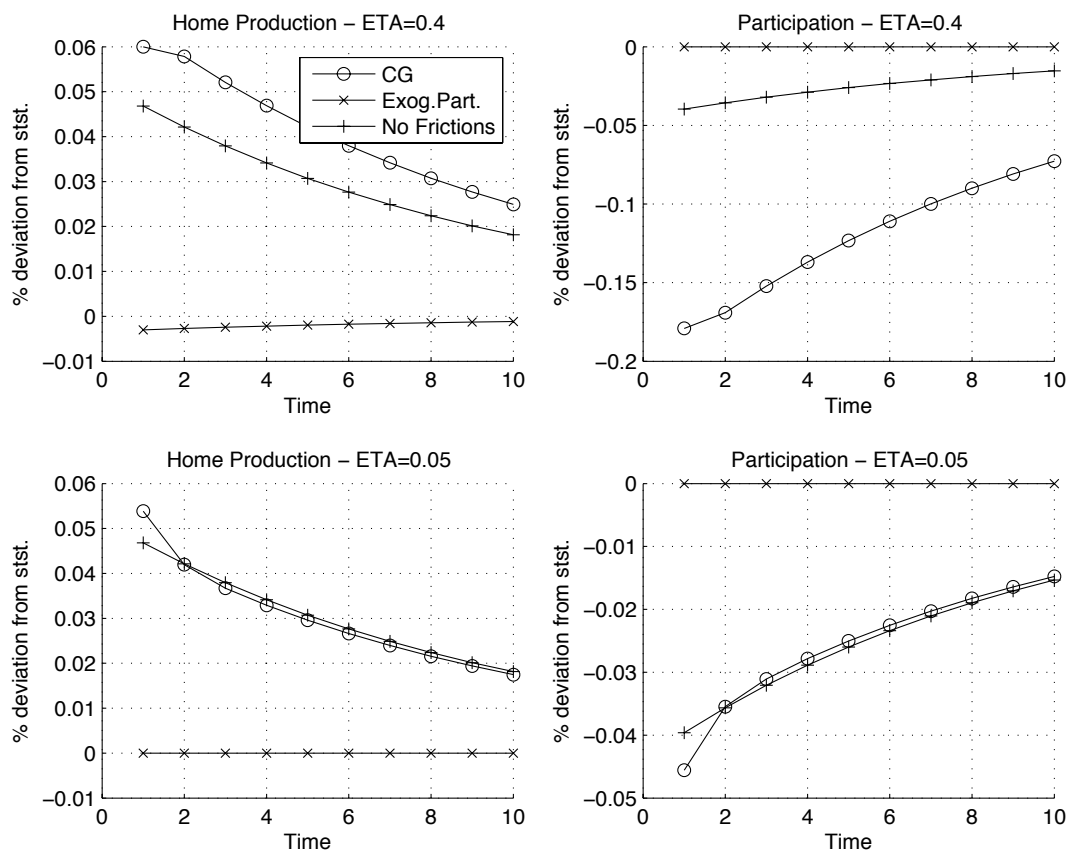 Home Production − ETA=0.4
0.06
0.05
0.04
0.03
0.02
0.01
0
−0.01
% deviation from stst.
0 2 4 6 8 10
Time
CG
Exog.Part.
No Frictions
Participation − ETA=0.4
0
−0.05
−0.1
−0.15
−0.2
% deviation from stst.
0 2 4 6 8 10
Time
Home Production − ETA=0.05
0.06
0.05
0.04
0.03
0.02
0.01
0
−0.01
% deviation from stst.
0 2 4 6 8 10
Time
Participation − ETA=0.05
0
−0.01
−0.02
−0.03
−0.04
−0.05
% deviation from stst.
0 2 4 6 8 10
Time